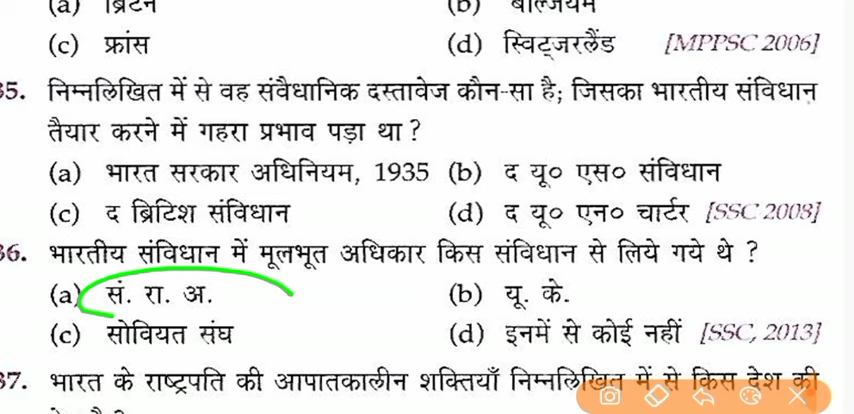 (a) ब्रिटेन (b) बेल्जियम
(c) फ्रांस (d) स्विट्जरलैंड [MPPSC 2006]
35. निम्नलिखित में से वह संवैधानिक दस्तावेज कौन-सा है; जिसका भारतीय संविधान
तैयार करने में गहरा प्रभाव पड़ा था ?
(a) भारत सरकार अधिनियम, 1935 (b) द यू० एस० संविधान
(c) द ब्रिटिश संविधान (d) द यू० एन० चार्टर [SSC 2008]
36. भारतीय संविधान में मूलभूत अधिकार किस संविधान से लिये गये थे ?
(a) सं. रा. अ. (b) यू. के.
(c) सोवियत संघ (d) इनमें से कोई नहीं [SSC, 2013]
37. भारत के राष्ट्रपति की आपातकालीन शक्तियाँ निम्नलिखित में से किस देश की